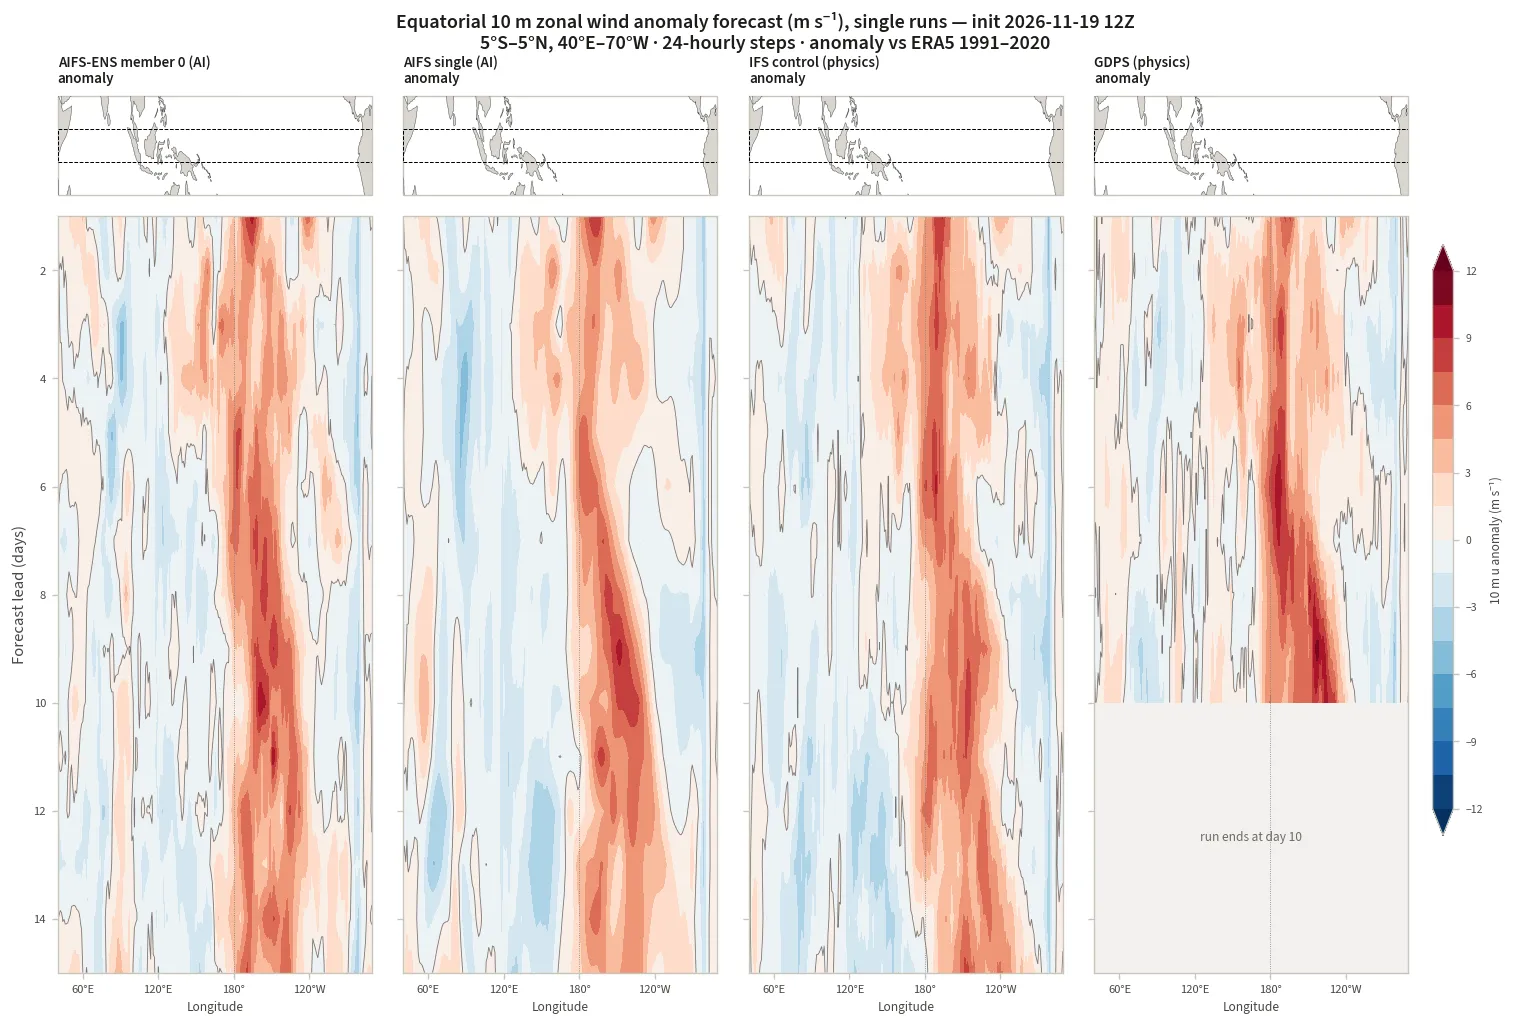 Equatorial 10 m zonal wind anomaly forecast (m s⁻¹), single runs — init 2026-11-19 12Z
5°S–5°N, 40°E–70°W · 24-hourly steps · anomaly vs ERA5 1991–2020
AIFS-ENS member 0 (AI)
anomaly
AIFS single (AI)
anomaly
IFS control (physics)
anomaly
GDPS (physics)
anomaly
Forecast lead (days)
2
4
6
8
10
12
14
60°E 120°E 180° 120°W
Longitude
60°E 120°E 180° 120°W
Longitude
60°E 120°E 180° 120°W
Longitude
run ends at day 10
60°E 120°E 180° 120°W
Longitude
12
9
6
3
0
−3
−6
−9
−12
10 m u anomaly (m s⁻¹)